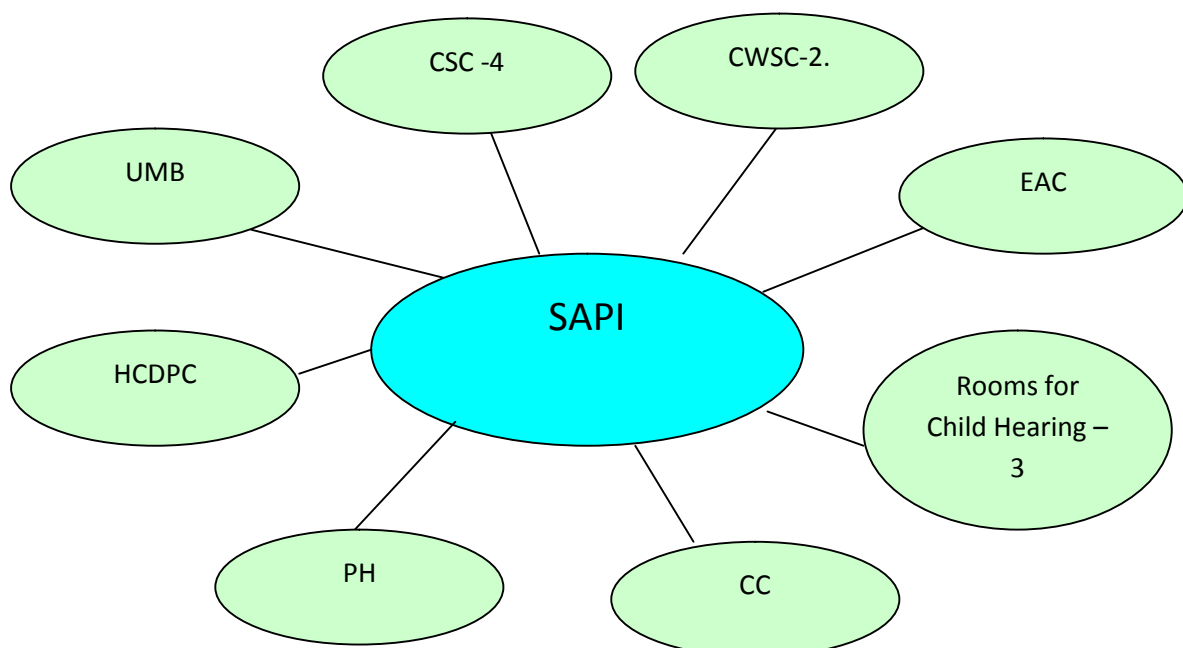 CSC -4
CWSC-2.
UMB
EAC
SAPI
HCDPC
Rooms for
Child Hearing –
3
PH
CC